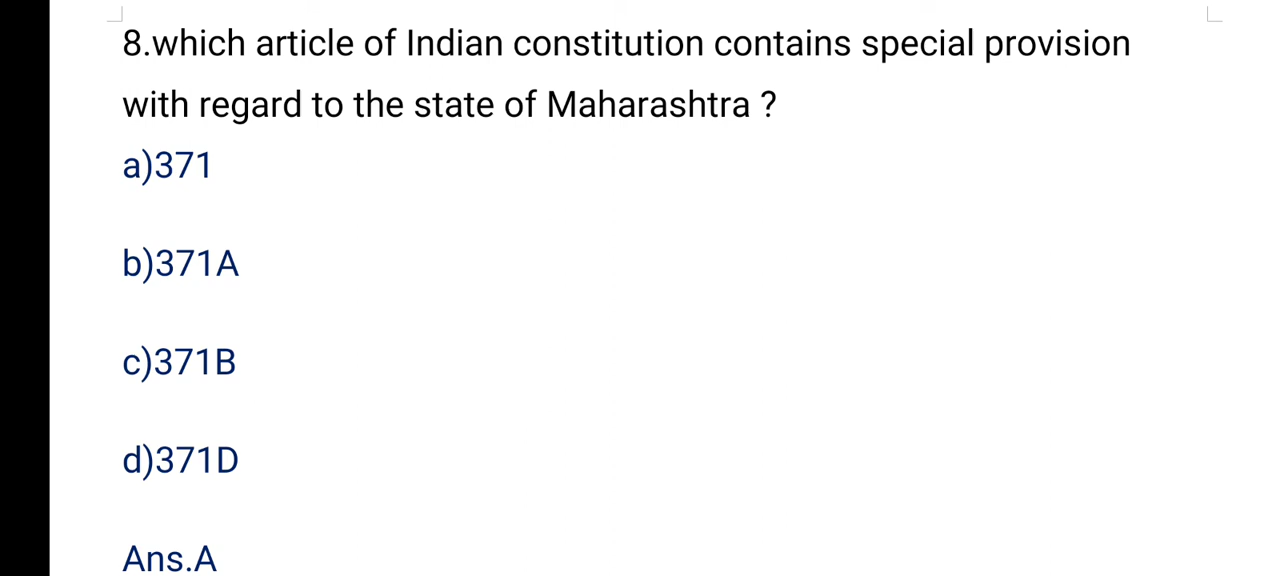 8.which article of Indian constitution contains special provision
with regard to the state of Maharashtra ?
a)371
b)371A
c)371B
d)371D
Ans.A